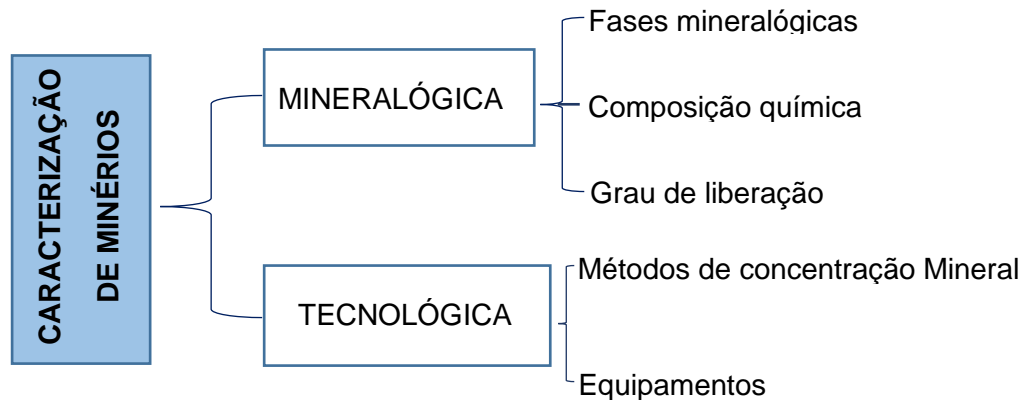 CARACTERIZAÇÃO
DE MINÉRIOS
MINERALÓGICA
Fases mineralógicas
Composição química
Grau de liberação
TECNOLÓGICA
Métodos de concentração Mineral
Equipamentos